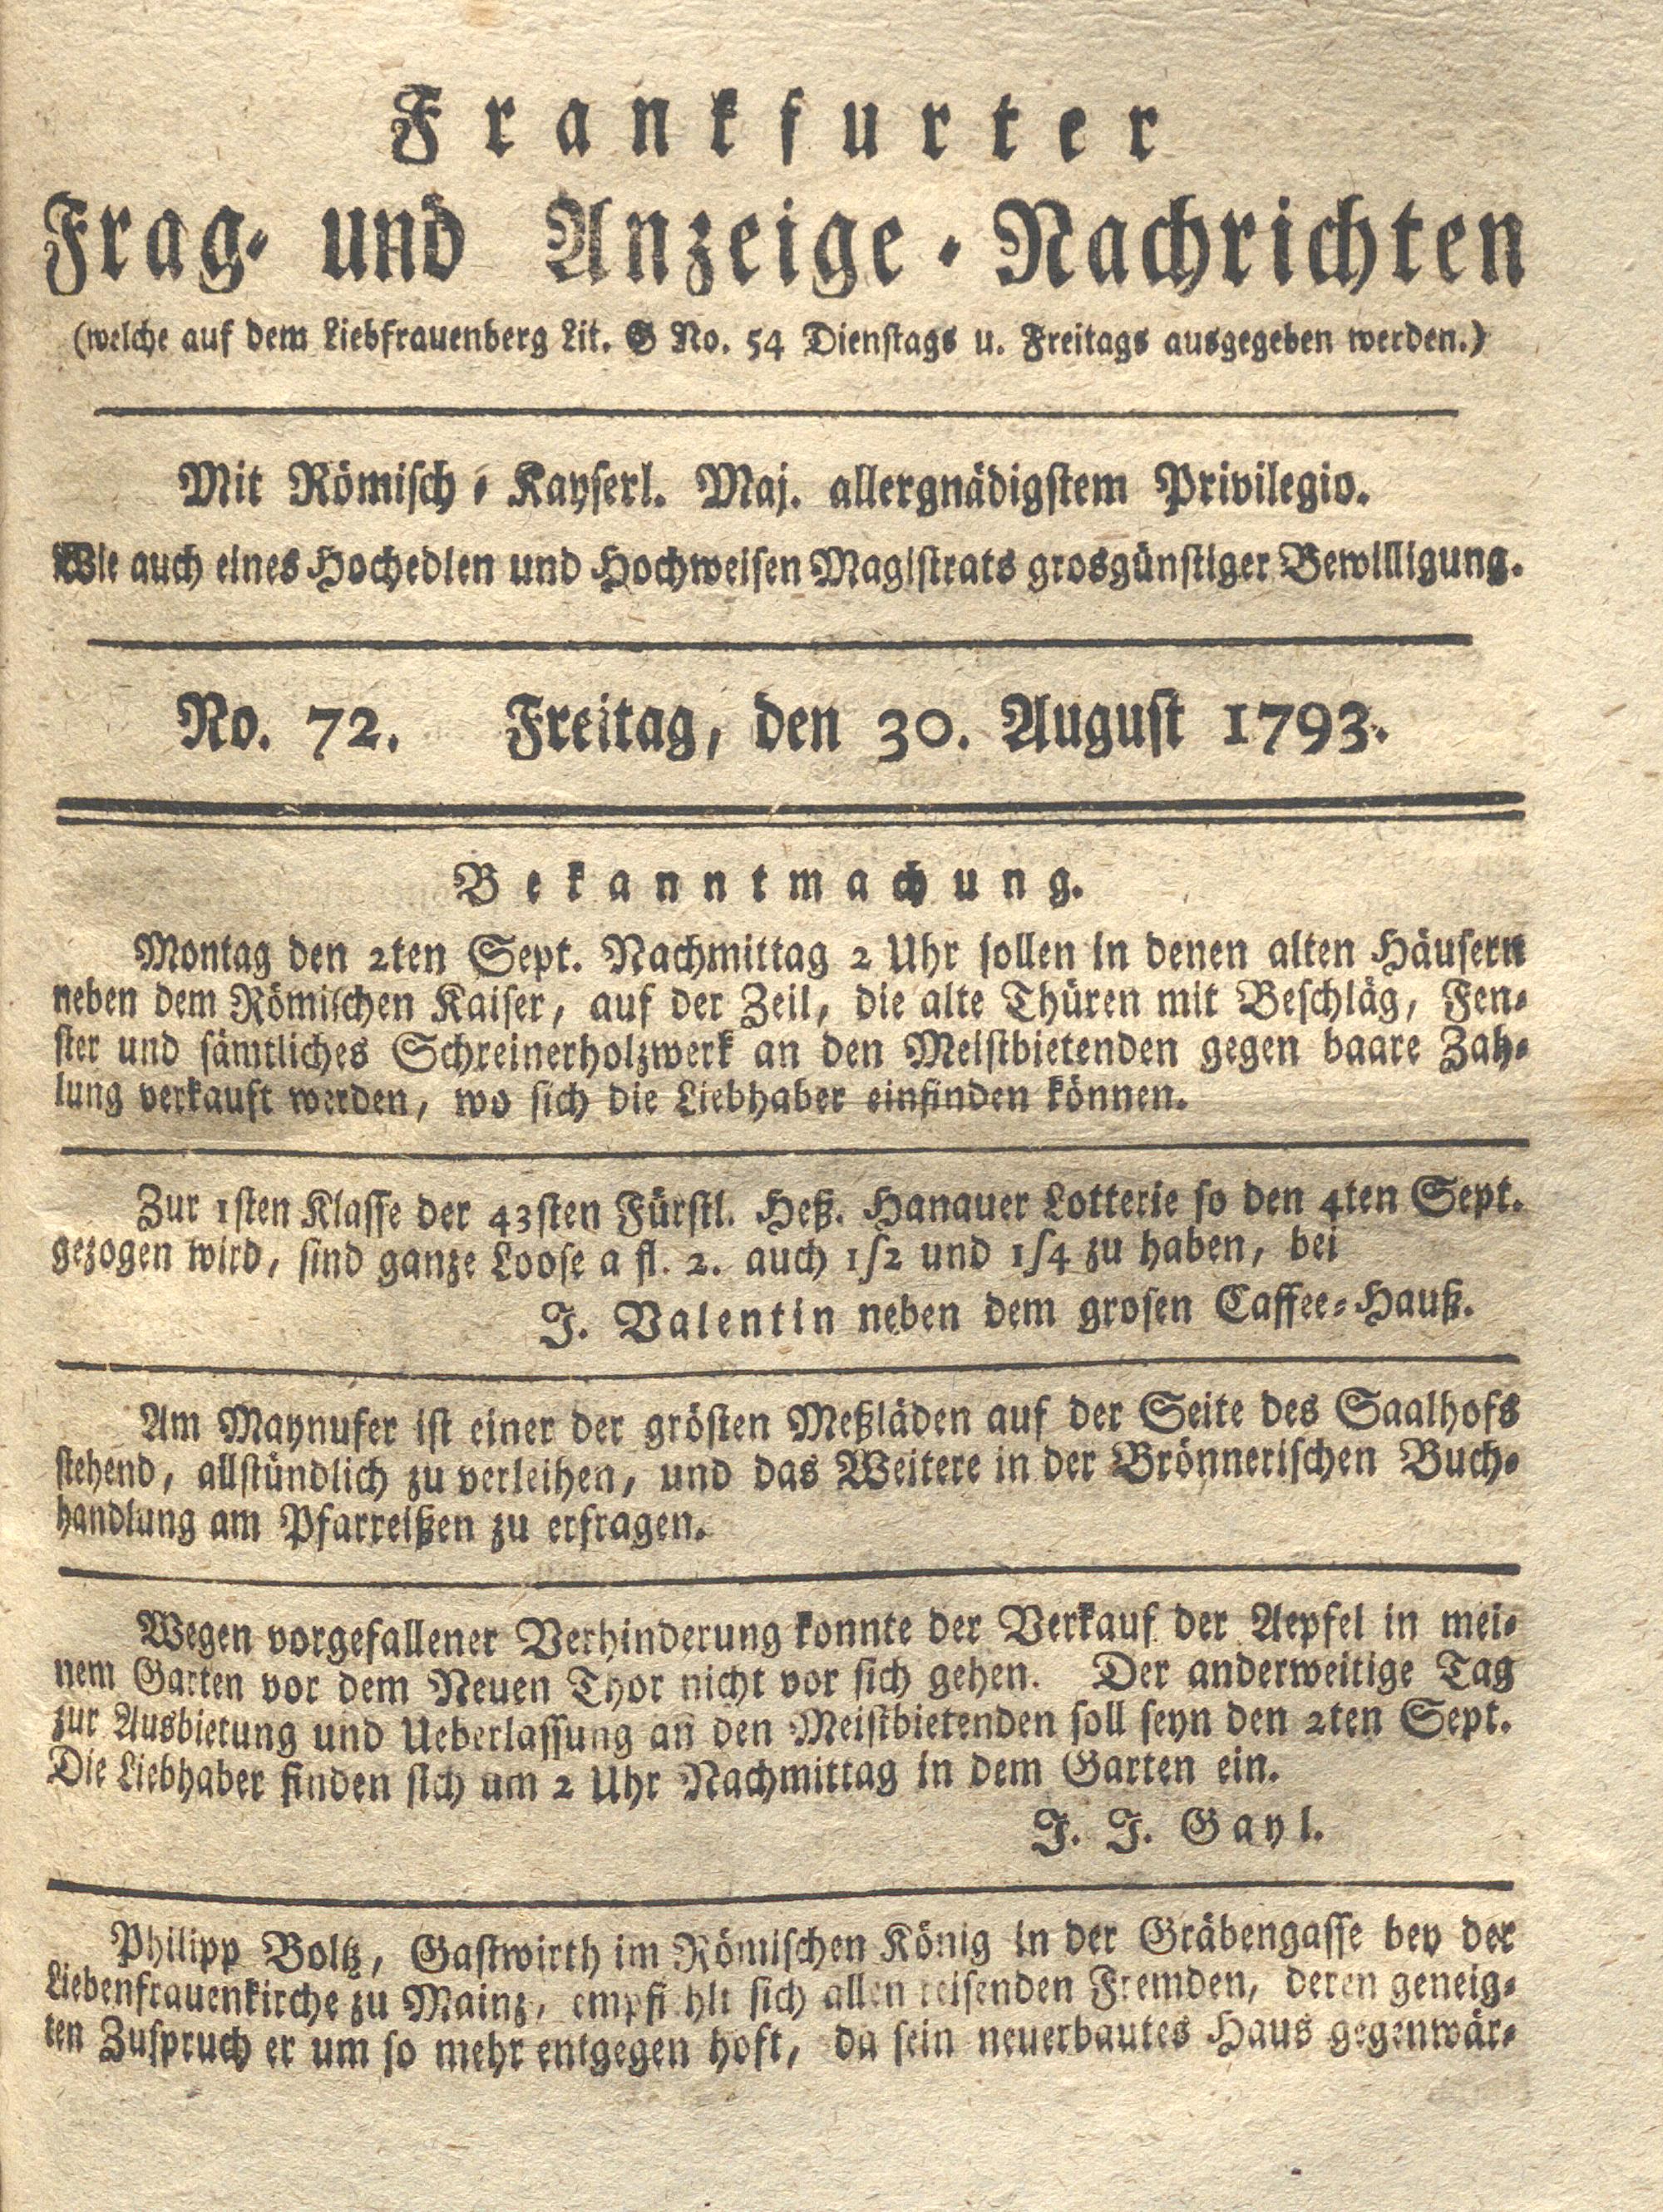 Frankfurter
Frag- und Anzeige-Nachrichten
(welche auf dem Liebfrauenberg Lit. G No. 54 Dienstags u. Freitags ausgegeben werden.)
Mit Römisch-Kayserl. Maj. allergnädigstem Privilegio.
Wie auch eines Hochedlen und Hochweisen Magistrats grosgünstiger Bewilligung.
No. 72. Freitag, den 30. August 1793.
Bekanntmachung.
Montag den 2ten Sept. Nachmittag 2 Uhr sollen in denen alten Häusern
neben dem Römischen Kaiser, auf der Zeil, die alte Thüren mit Beschläg, Fen-
ster und sämtliches Schreinerholzwerk an den Meistbietenden gegen baare Zah-
lung verkauft werden, wo sich die Liebhaber einfinden können.
Zur 1sten Klasse der 43sten Fürstl. Heß. Hanauer Lotterie so den 4ten Sept.
gezogen wird, sind ganze Loose a fl. 2. auch 1/2 und 1/4 zu haben, bei
J. Valentin neben dem grosen Caffee-Hauß.
Am Maynufer ist einer der grösten Meßläden auf der Seite des Saalhofs
stehend, allstündlich zu verleihen, und das Weitere in der Brönnerischen Buch-
handlung am Pfarreißen zu erfragen.
Wegen vorgefallener Verhinderung konnte der Verkauf der Aepfel in mei-
nem Garten vor dem Neuen Thor nicht vor sich gehen. Der anderweitige Tag
zur Ausbietung und Ueberlassung an den Meistbietenden soll seyn den 2ten Sept.
Die Liebhaber finden sich um 2 Uhr Nachmittag in dem Garten ein.
J. J. Gayl.
Philipp Boltz, Gastwirth im Römischen König in der Gräbengasse bey der
Liebenfrauenkirche zu Mainz, empfiehlt sich allen reisenden Fremden, deren geneig-
ten Zuspruch er um so mehr entgegen hoft, da sein neuerbautes Haus gegenwär-